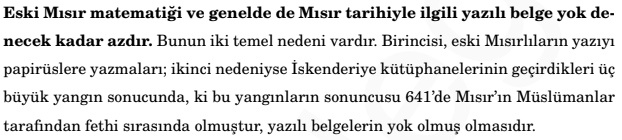 Eski Mısır matematiği ve genelde de Mısır tarihiyle ilgili yazılı belge yok de-
necek kadar azdır. Bunun iki temel nedeni vardır. Birincisi, eski Mısırlıların yazıyı
papirüslere yazmaları; ikinci nedeniyse İskenderiye kütüphanelerinin geçirdikleri üç
büyük yangın sonucunda, ki bu yangınların sonuncusu 641’de Mısır’ın Müslümanlar
tarafından fethi sırasında olmuştur, yazılı belgelerin yok olmuş olmasıdır.